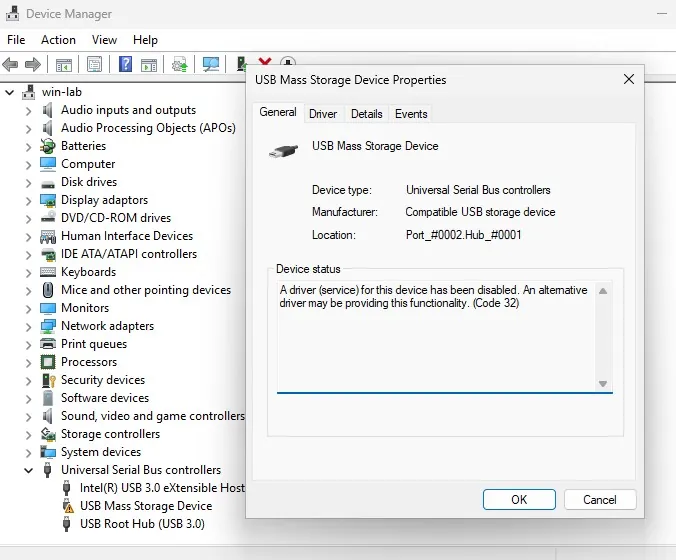 Device Manager
File Action View Help
USB Mass Storage Device Properties
General Driver Details Events
USB Mass Storage Device
Device type: Universal Serial Bus controllers
Manufacturer: Compatible USB storage device
Location: Port_#0002.Hub_#0001
Device status
A driver (service) for this device has been disabled. An alternative
driver may be providing this functionality. (Code 32)
OK Cancel
win-lab
Audio inputs and outputs
Audio Processing Objects (APOs)
Batteries
Computer
Disk drives
Display adaptors
DVD/CD-ROM drives
Human Interface Devices
IDE ATA/ATAPI controllers
Keyboards
Mice and other pointing devices
Monitors
Network adapters
Print queues
Processors
Security devices
Software devices
Sound, video and game controllers
Storage controllers
System devices
Universal Serial Bus controllers
Intel(R) USB 3.0 eXtensible Host
USB Mass Storage Device
USB Root Hub (USB 3.0)